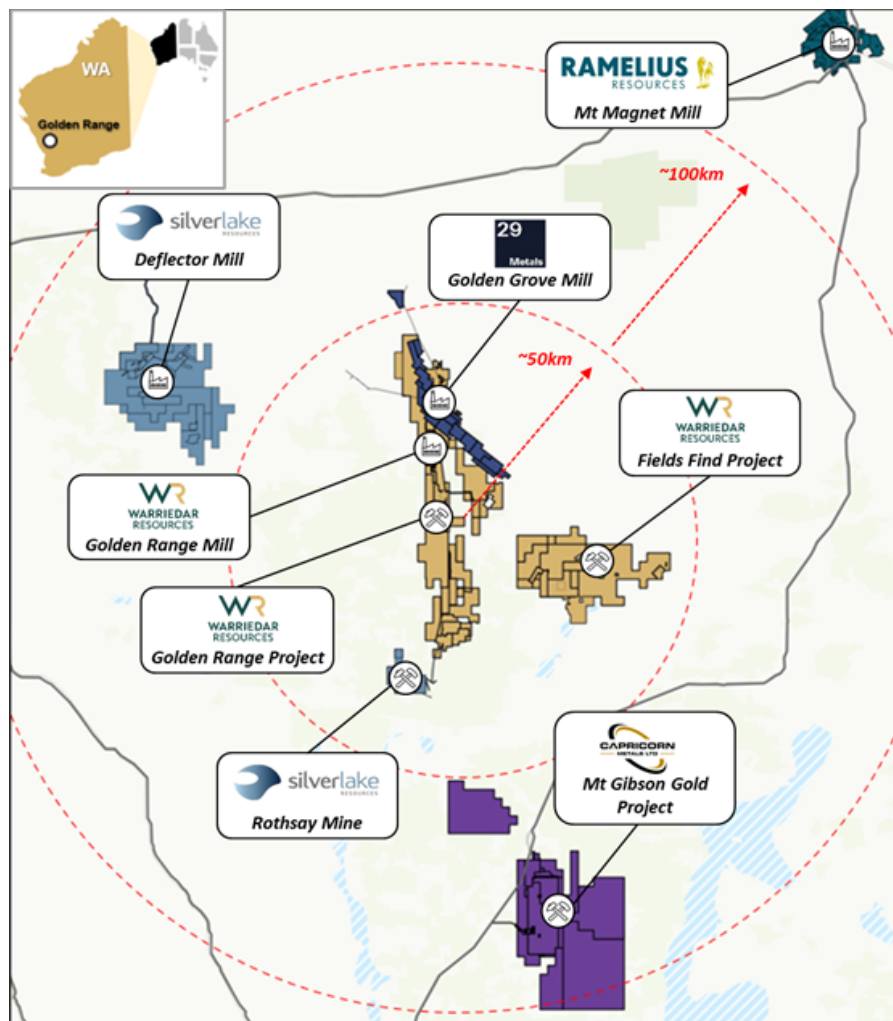 WA
Golden Range
RAMELIUS
RESOURCES
Mt Magnet Mill
~100km
silverlake
RESOURCES
Deflector Mill
29
Metals
Golden Grove Mill
~50km
WR
WARRIEDAR
RESOURCES
Fields Find Project
WR
WARRIEDAR
RESOURCES
Golden Range Mill
WR
WARRIEDAR
RESOURCES
Golden Range Project
silverlake
RESOURCES
Rothsay Mine
CAPRICORN
METALS LTD
Mt Gibson Gold
Project